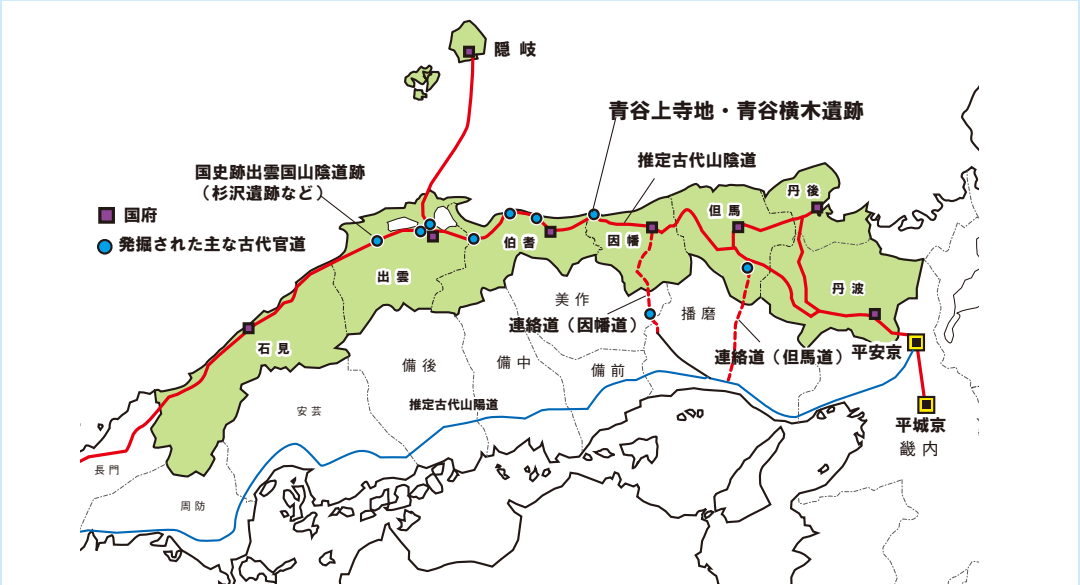 隠岐
青谷上寺地・青谷横木遺跡
推定古代山陰道
国史跡出雲国山陰道跡
（杉沢遺跡など）
国府
発掘された主な古代官道
丹後
但馬
因幡
伯耆
出雲
丹波
石見
美作
播磨
連絡道（因幡道）
連絡道（但馬道）
平安京
備後
備中
備前
安芸
推定古代山陽道
平城京
畿内
長門
周防